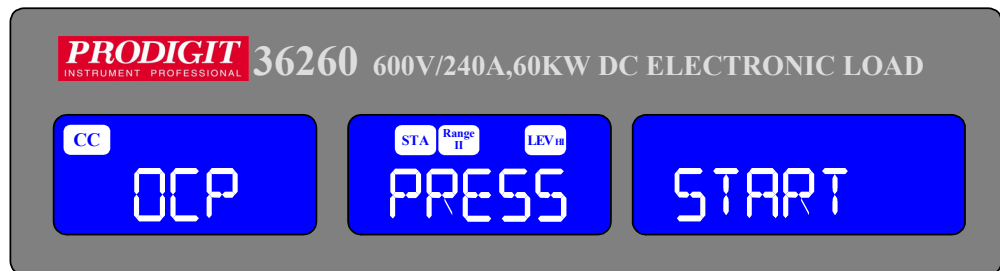 PRODIGIT
INSTRUMENT PROFESSIONAL
36260 600V/240A,60KW DC ELECTRONIC LOAD
CC
STA Range II LEV HI
OCP PRESS START